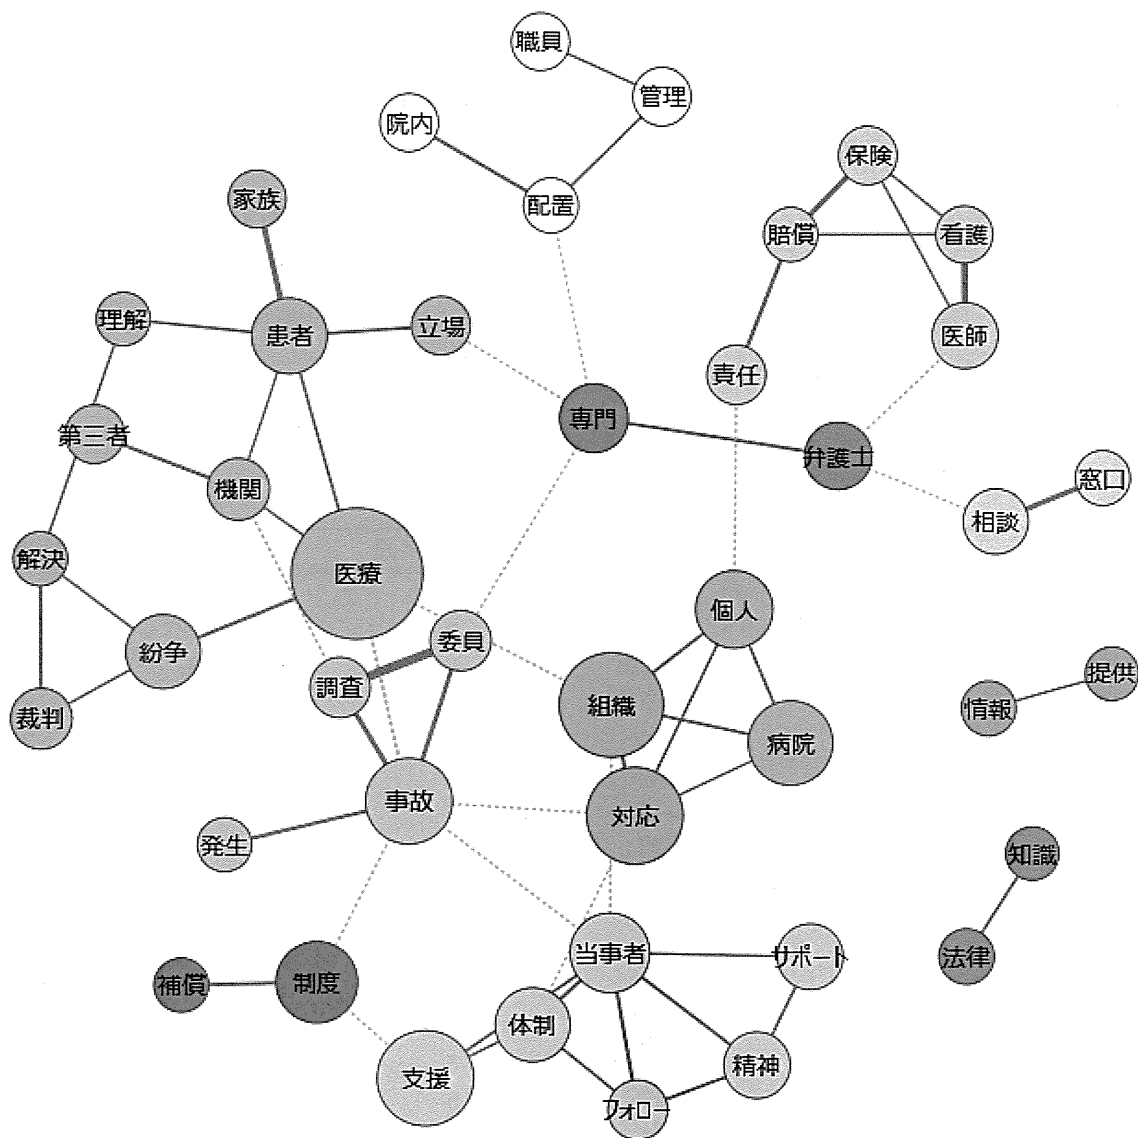 職員
管理
院内
保険
家族
配置
賠償
看護
理解
患者
立場
医師
責任
専門
第三者
弁護士
窓口
機関
相談
解決
医療
個人
委員
紛争
提供
調査
組織
情報
裁判
病院
事故
対応
発生
知識
当事者
サポート
法律
補償
制度
体制
精神
支援
フォロー